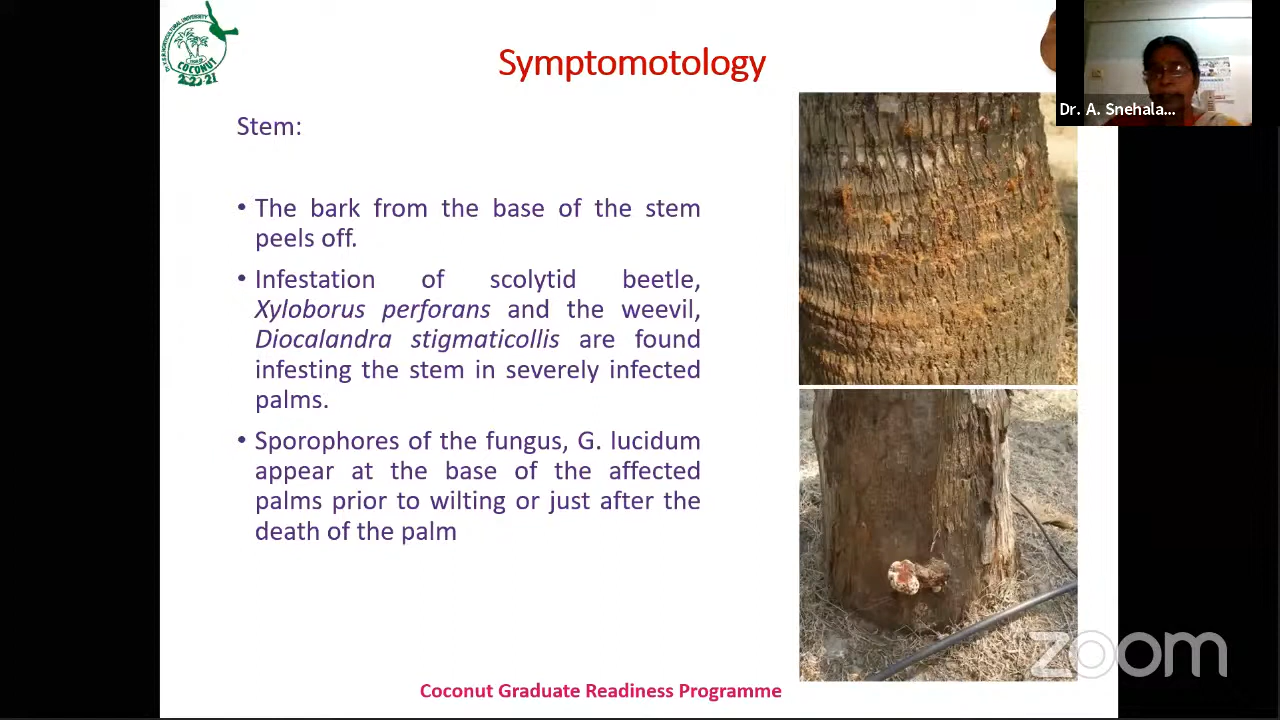 Symptomotology
Dr. A. Snehala...
Stem:
• The bark from the base of the stem
peels off.
• Infestation of scolytid beetle,
Xyloborus perforans and the weevil,
Diocalandra stigmaticollis are found
infesting the stem in severely infected
palms.
• Sporophores of the fungus, G. lucidum
appear at the base of the affected
palms prior to wilting or just after the
death of the palm
Coconut Graduate Readiness Programme
zoom
COCONUT